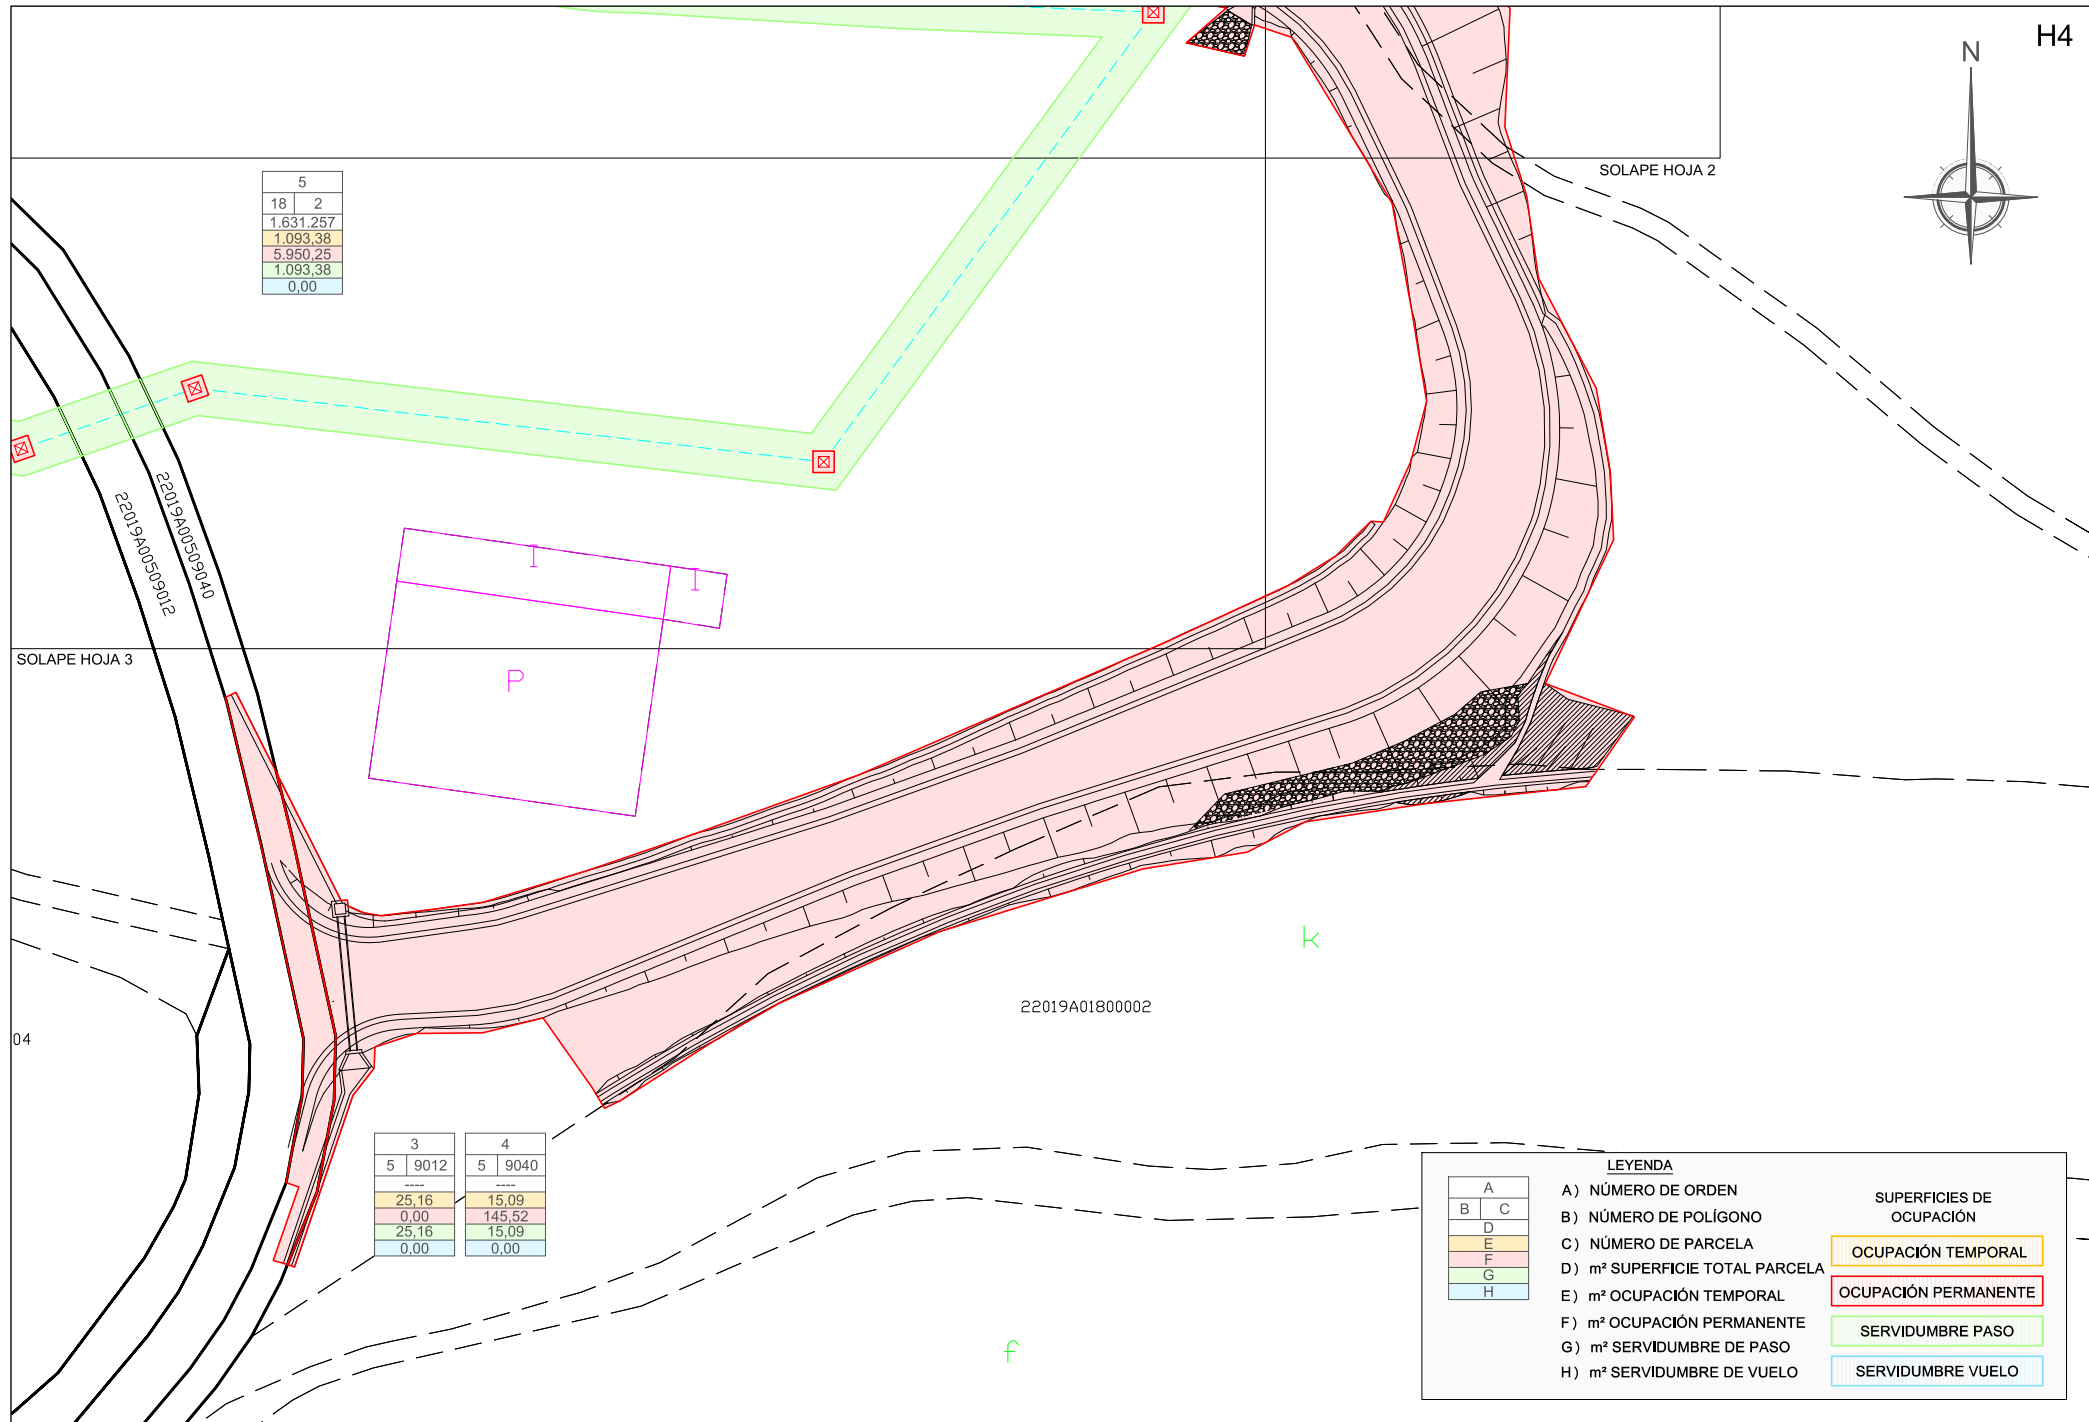 H4
N
SOLAPE HOJA 2
5
18 2
1.631.257
1.093,38
5.950,25
1.093,38
0,00
22019A00509012
22019A00509040
I
I
P
SOLAPE HOJA 3
k
22019A01800002
04
3
5 9012
----
25,16
0,00
25,16
0,00
4
5 9040
----
15,09
145,52
15,09
0,00
f
LEYENDA
A
B C
D
E
F
G
H
A) NÚMERO DE ORDEN
B) NÚMERO DE POLÍGONO
C) NÚMERO DE PARCELA
D) m² SUPERFICIE TOTAL PARCELA
E) m² OCUPACIÓN TEMPORAL
F) m² OCUPACIÓN PERMANENTE
G) m² SERVIDUMBRE DE PASO
H) m² SERVIDUMBRE DE VUELO
SUPERFICIES DE
OCUPACIÓN
OCUPACIÓN TEMPORAL
OCUPACIÓN PERMANENTE
SERVIDUMBRE PASO
SERVIDUMBRE VUELO